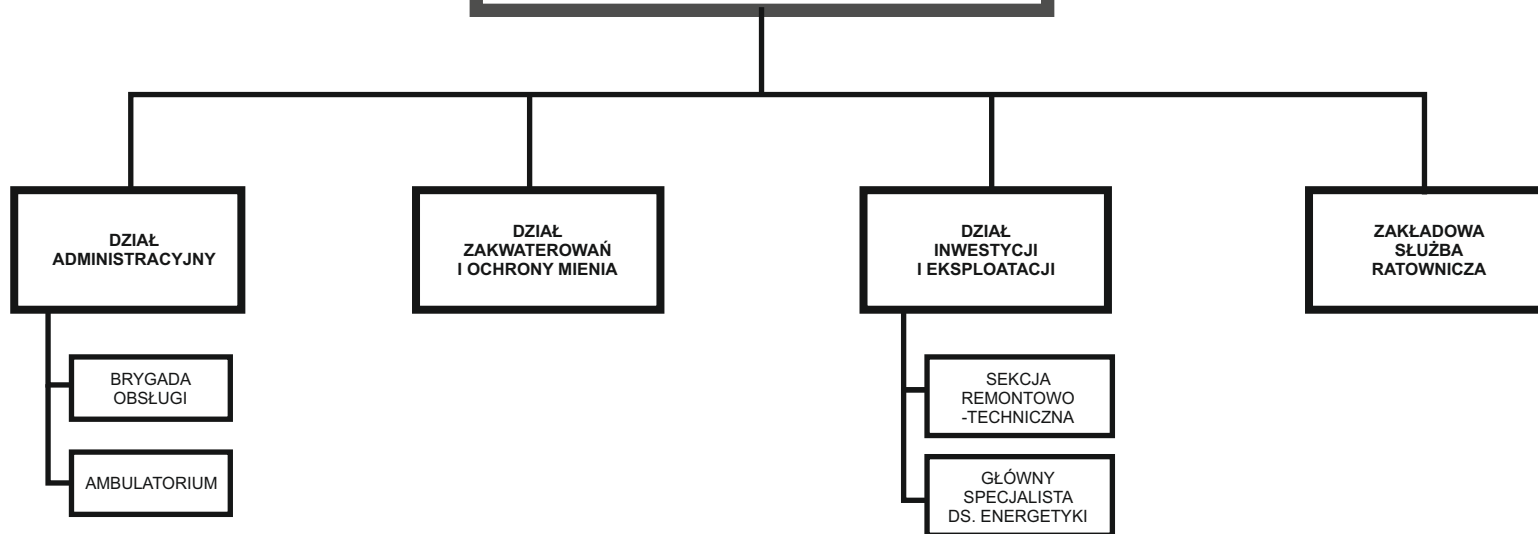 DZIAŁ
ADMINISTRACYJNY
DZIAŁ
ZAKWATEROWAŃ
I OCHRONY MIENIA
DZIAŁ
INWESTYCJI
I EKSPLOATACJI
ZAKŁADOWA
SŁUŻBA
RATOWNICZA
BRYGADA
OBSŁUGI
AMBULATORIUM
SEKCJA
REMONTOWO
-TECHNICZNA
GŁÓWNY
SPECJALISTA
DS. ENERGETYKI